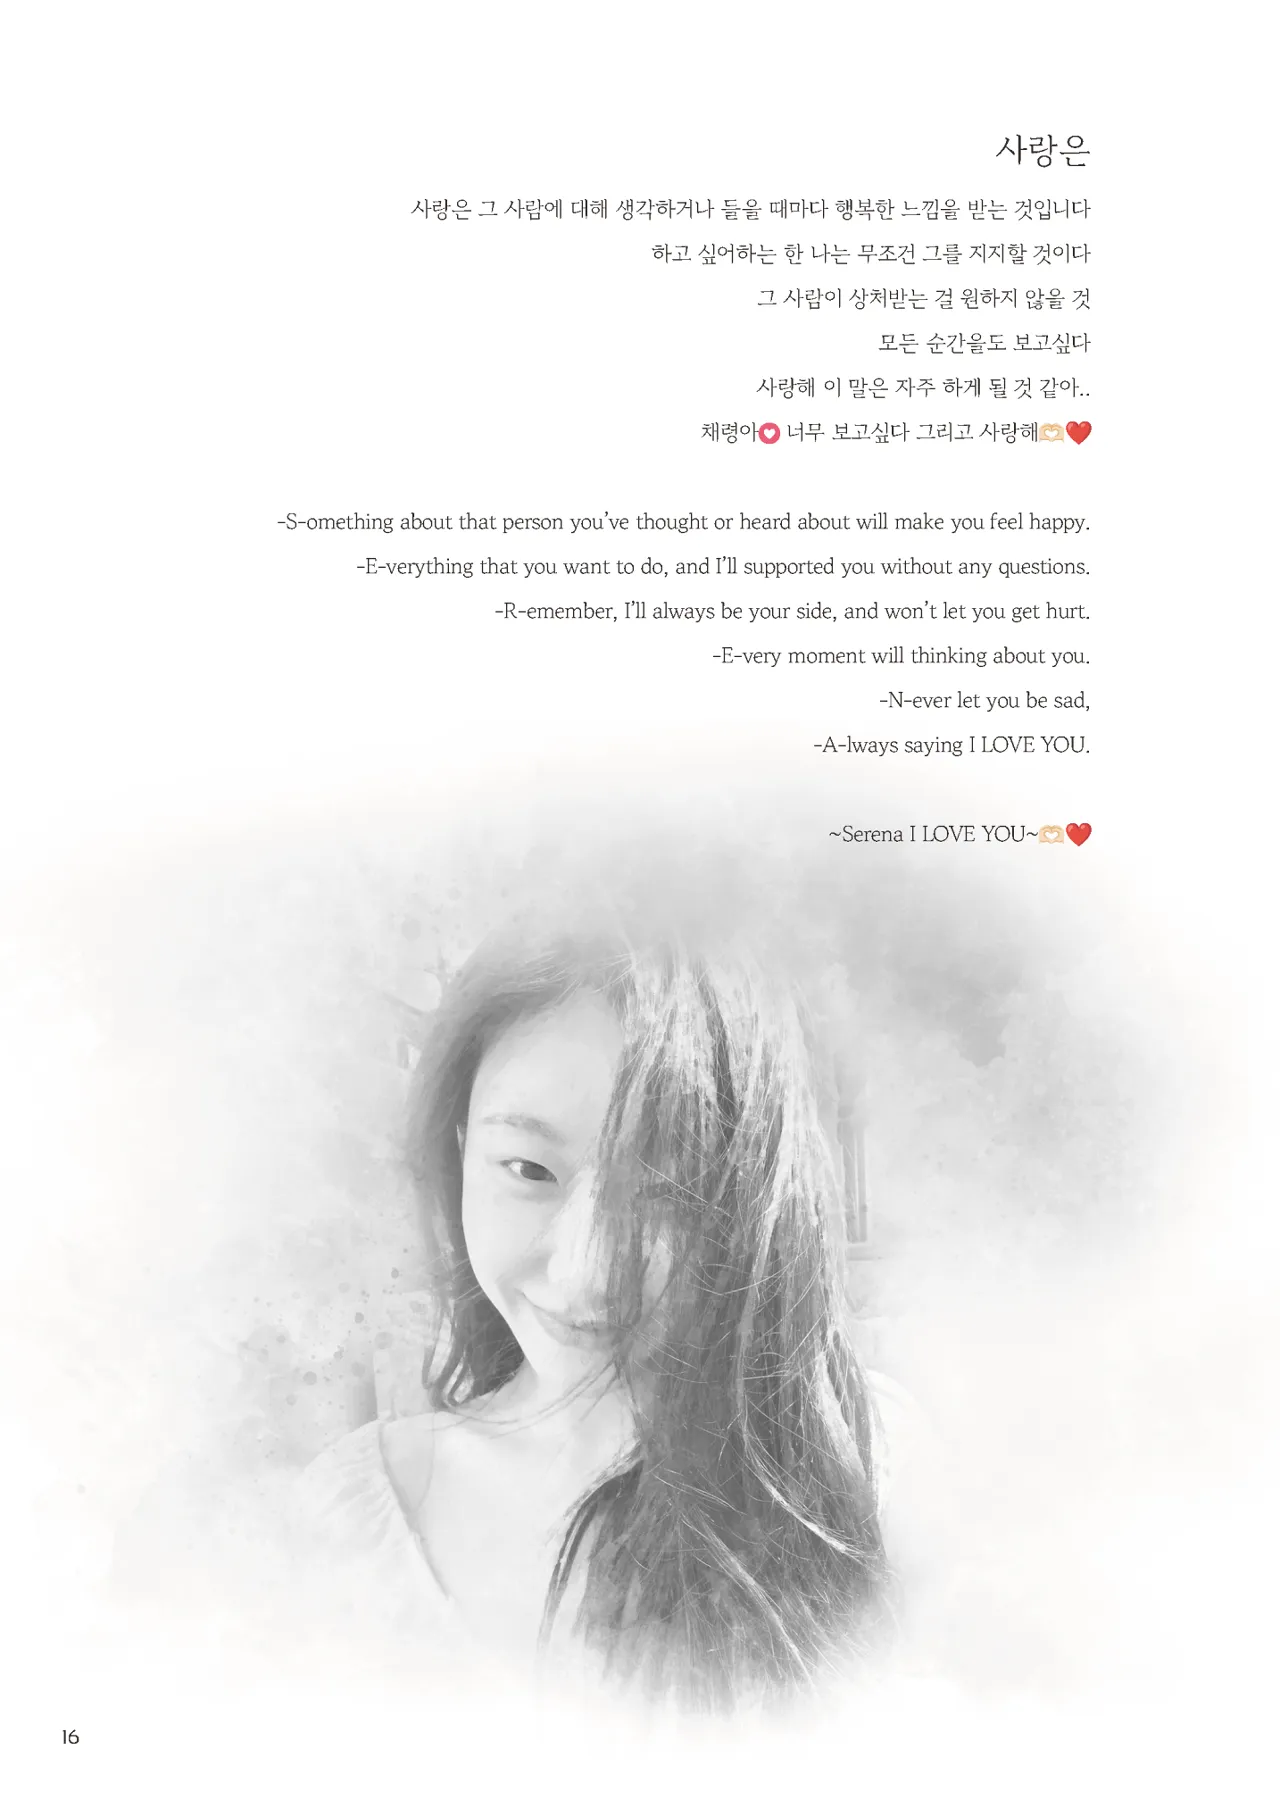 사랑은
사랑은 그 사람에 대해 생각하거나 들을 때마다 행복한 느낌을 받는 것입니다
하고 싶어하는 한 나는 무조건 그를 지지할 것이다
그 사람이 상처받는 걸 원하지 않을 것
모든 순간을도 보고싶다
사랑해 이 말은 자주 하게 될 것 같아..
채령아💟 너무 보고싶다 그리고 사랑해🫶🏻❤️
-S-omething about that person you’ve thought or heard about will make you feel happy.
-E-verything that you want to do, and I’ll supported you without any questions.
-R-emember, I’ll always be your side, and won’t let you get hurt.
-E-very moment will thinking about you.
-N-ever let you be sad,
-A-lways saying I LOVE YOU.
~Serena I LOVE YOU~🫶🏻❤️
16